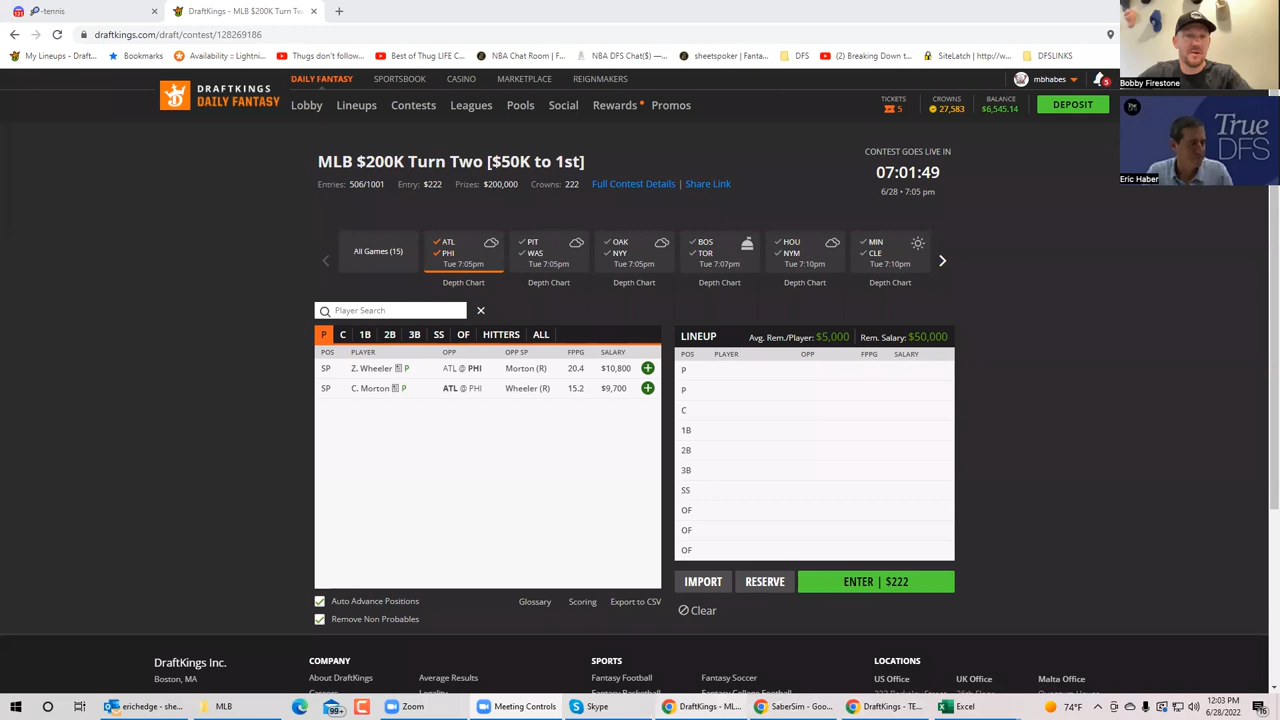 -tennis
DraftKings - MLB $200K Turn Tw
draftkings.com/draft/contest/128269186
My Lineups - Draft...
Bookmarks
Availability :: Lightni...
Thugs don't follow...
Best of Thug LIFE C...
NBA Chat Room | F...
NBA DFS Chat($) —...
sheetspoker | Fanta...
DFS
(2) Breaking Down t...
SiteLatch | http://w...
DFSLINKS
Bobby Firestone
True
DFS
Eric Haber
DAILY FANTASY
SPORTSBOOK
CASINO
MARKETPLACE
REIGNMAKERS
mbhabes
5
DRAFTKINGS
DAILY FANTASY
Lobby
Lineups
Contests
Leagues
Pools
Social
Rewards
Promos
TICKETS
5
CROWNS
27,583
BALANCE
$6,545.14
DEPOSIT
MLB $200K Turn Two [$50K to 1st]
Entries: 506/1001
Entry: $222
Prizes: $200,000
Crowns: 222
Full Contest Details | Share Link
CONTEST GOES LIVE IN
07:01:49
6/28 • 7:05 pm
All Games (15)
ATL
PHI
Tue 7:05pm
Depth Chart
PIT
WAS
Tue 7:05pm
Depth Chart
OAK
NYY
Tue 7:05pm
Depth Chart
BOS
TOR
Tue 7:07pm
Depth Chart
HOU
NYM
Tue 7:10pm
Depth Chart
MIN
CLE
Tue 7:10pm
Depth Chart
Player Search
P C 1B 2B 3B SS OF HITTERS ALL
POS PLAYER OPP OPP SP FPPG SALARY
SP Z. Wheeler P ATL @ PHI Morton (R) 20.4 $10,800
SP C. Morton P ATL @ PHI Wheeler (R) 15.2 $9,700
LINEUP Avg. Rem./Player: $5,000 Rem. Salary: $50,000
POS PLAYER OPP FPPG SALARY
P
P
C
1B
2B
3B
SS
OF
OF
OF
IMPORT
RESERVE
ENTER | $222
Clear
Auto Advance Positions
Remove Non Probables
Glossary
Scoring
Export to CSV
DraftKings Inc.
Boston, MA
COMPANY
About DraftKings
Average Results
SPORTS
Fantasy Football
Fantasy Soccer
LOCATIONS
US Office
UK Office
Malta Office
erichedge - she...
MLB
99+
Zoom
Meeting Controls
Skype
DraftKings - ML...
SaberSim - Goo...
DraftKings - TE...
Excel
74°F
12:03 PM
6/28/2022